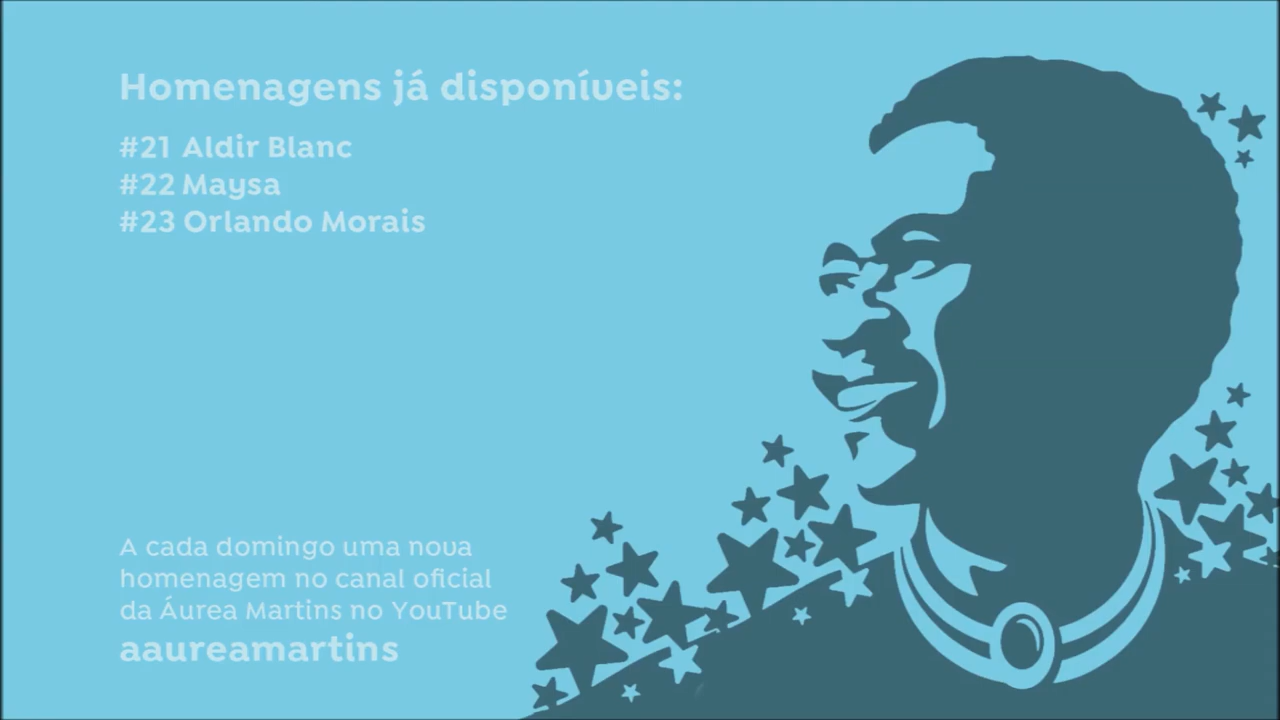 Homenagens já disponíveis:
#21 Aldir Blanc
#22 Maysa
#23 Orlando Morais
A cada domingo uma nova
homenagem no canal oficial
da Áurea Martins no YouTube
aaureamartins